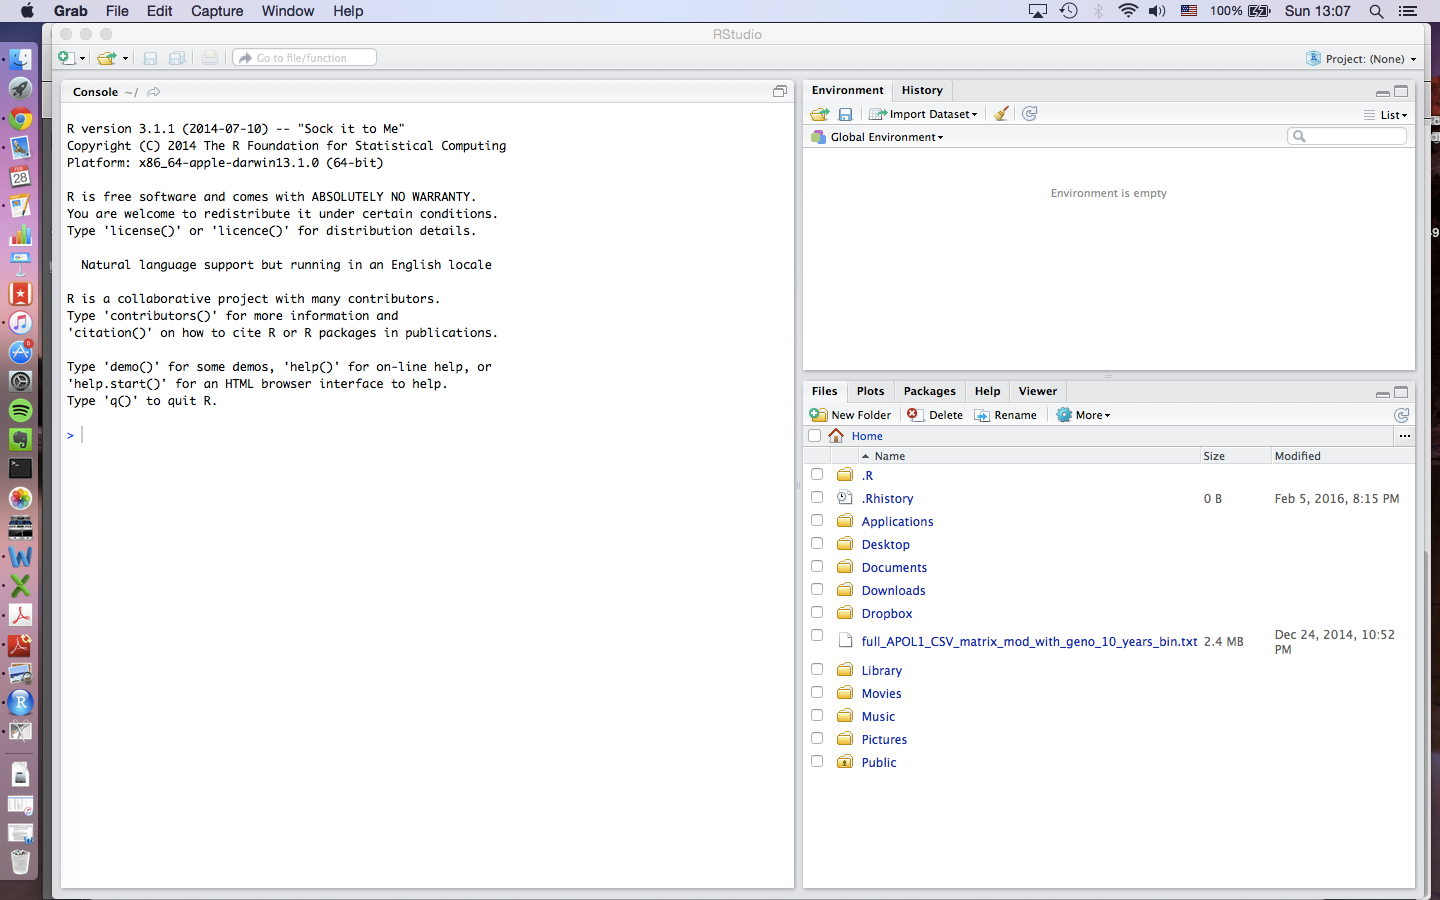 Grab File Edit Capture Window Help 100% Sun 13:07
RStudio
Go to file/function Project: (None)
Console ~/
R version 3.1.1 (2014-07-10) -- "Sock it to Me"
Copyright (C) 2014 The R Foundation for Statistical Computing
Platform: x86_64-apple-darwin13.1.0 (64-bit)
R is free software and comes with ABSOLUTELY NO WARRANTY.
You are welcome to redistribute it under certain conditions.
Type 'license()' or 'licence()' for distribution details.
Natural language support but running in an English locale
R is a collaborative project with many contributors.
Type 'contributors()' for more information and
'citation()' on how to cite R or R packages in publications.
Type 'demo()' for some demos, 'help()' for on-line help, or
'help.start()' for an HTML browser interface to help.
Type 'q()' to quit R.
>
Environment History
Import Dataset List
Global Environment
Environment is empty
Files Plots Packages Help Viewer
New Folder Delete Rename More
Home ...
Name Size Modified
.R
.Rhistory 0 B Feb 5, 2016, 8:15 PM
Applications
Desktop
Documents
Downloads
Dropbox
full_APOL1_CSV_matrix_mod_with_geno_10_years_bin.txt 2.4 MB Dec 24, 2014, 10:52
PM
Library
Movies
Music
Pictures
Public
28